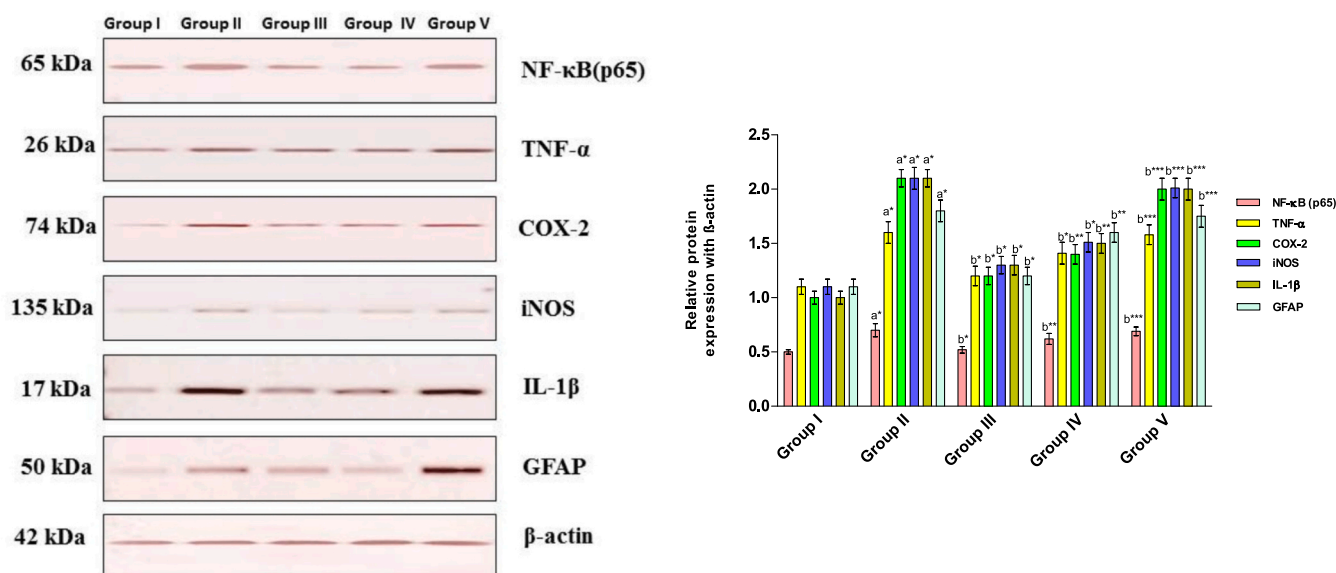 Group I Group II Group III Group IV Group V
65 kDa NF-κB(p65)
26 kDa TNF-α
74 kDa COX-2
135 kDa iNOS
17 kDa IL-1β
50 kDa GFAP
42 kDa β-actin
Relative protein
expression with ß-actin
2.5
2.0
1.5
1.0
0.5
0.0
a* a* a* a* a* a*
b* b* b* b* b* b*
b** b* b** b* b** b**
b*** b*** b*** b*** b*** b***
Group I Group II Group III Group IV Group V
NF-κB (p65)
TNF-α
COX-2
iNOS
IL-1β
GFAP